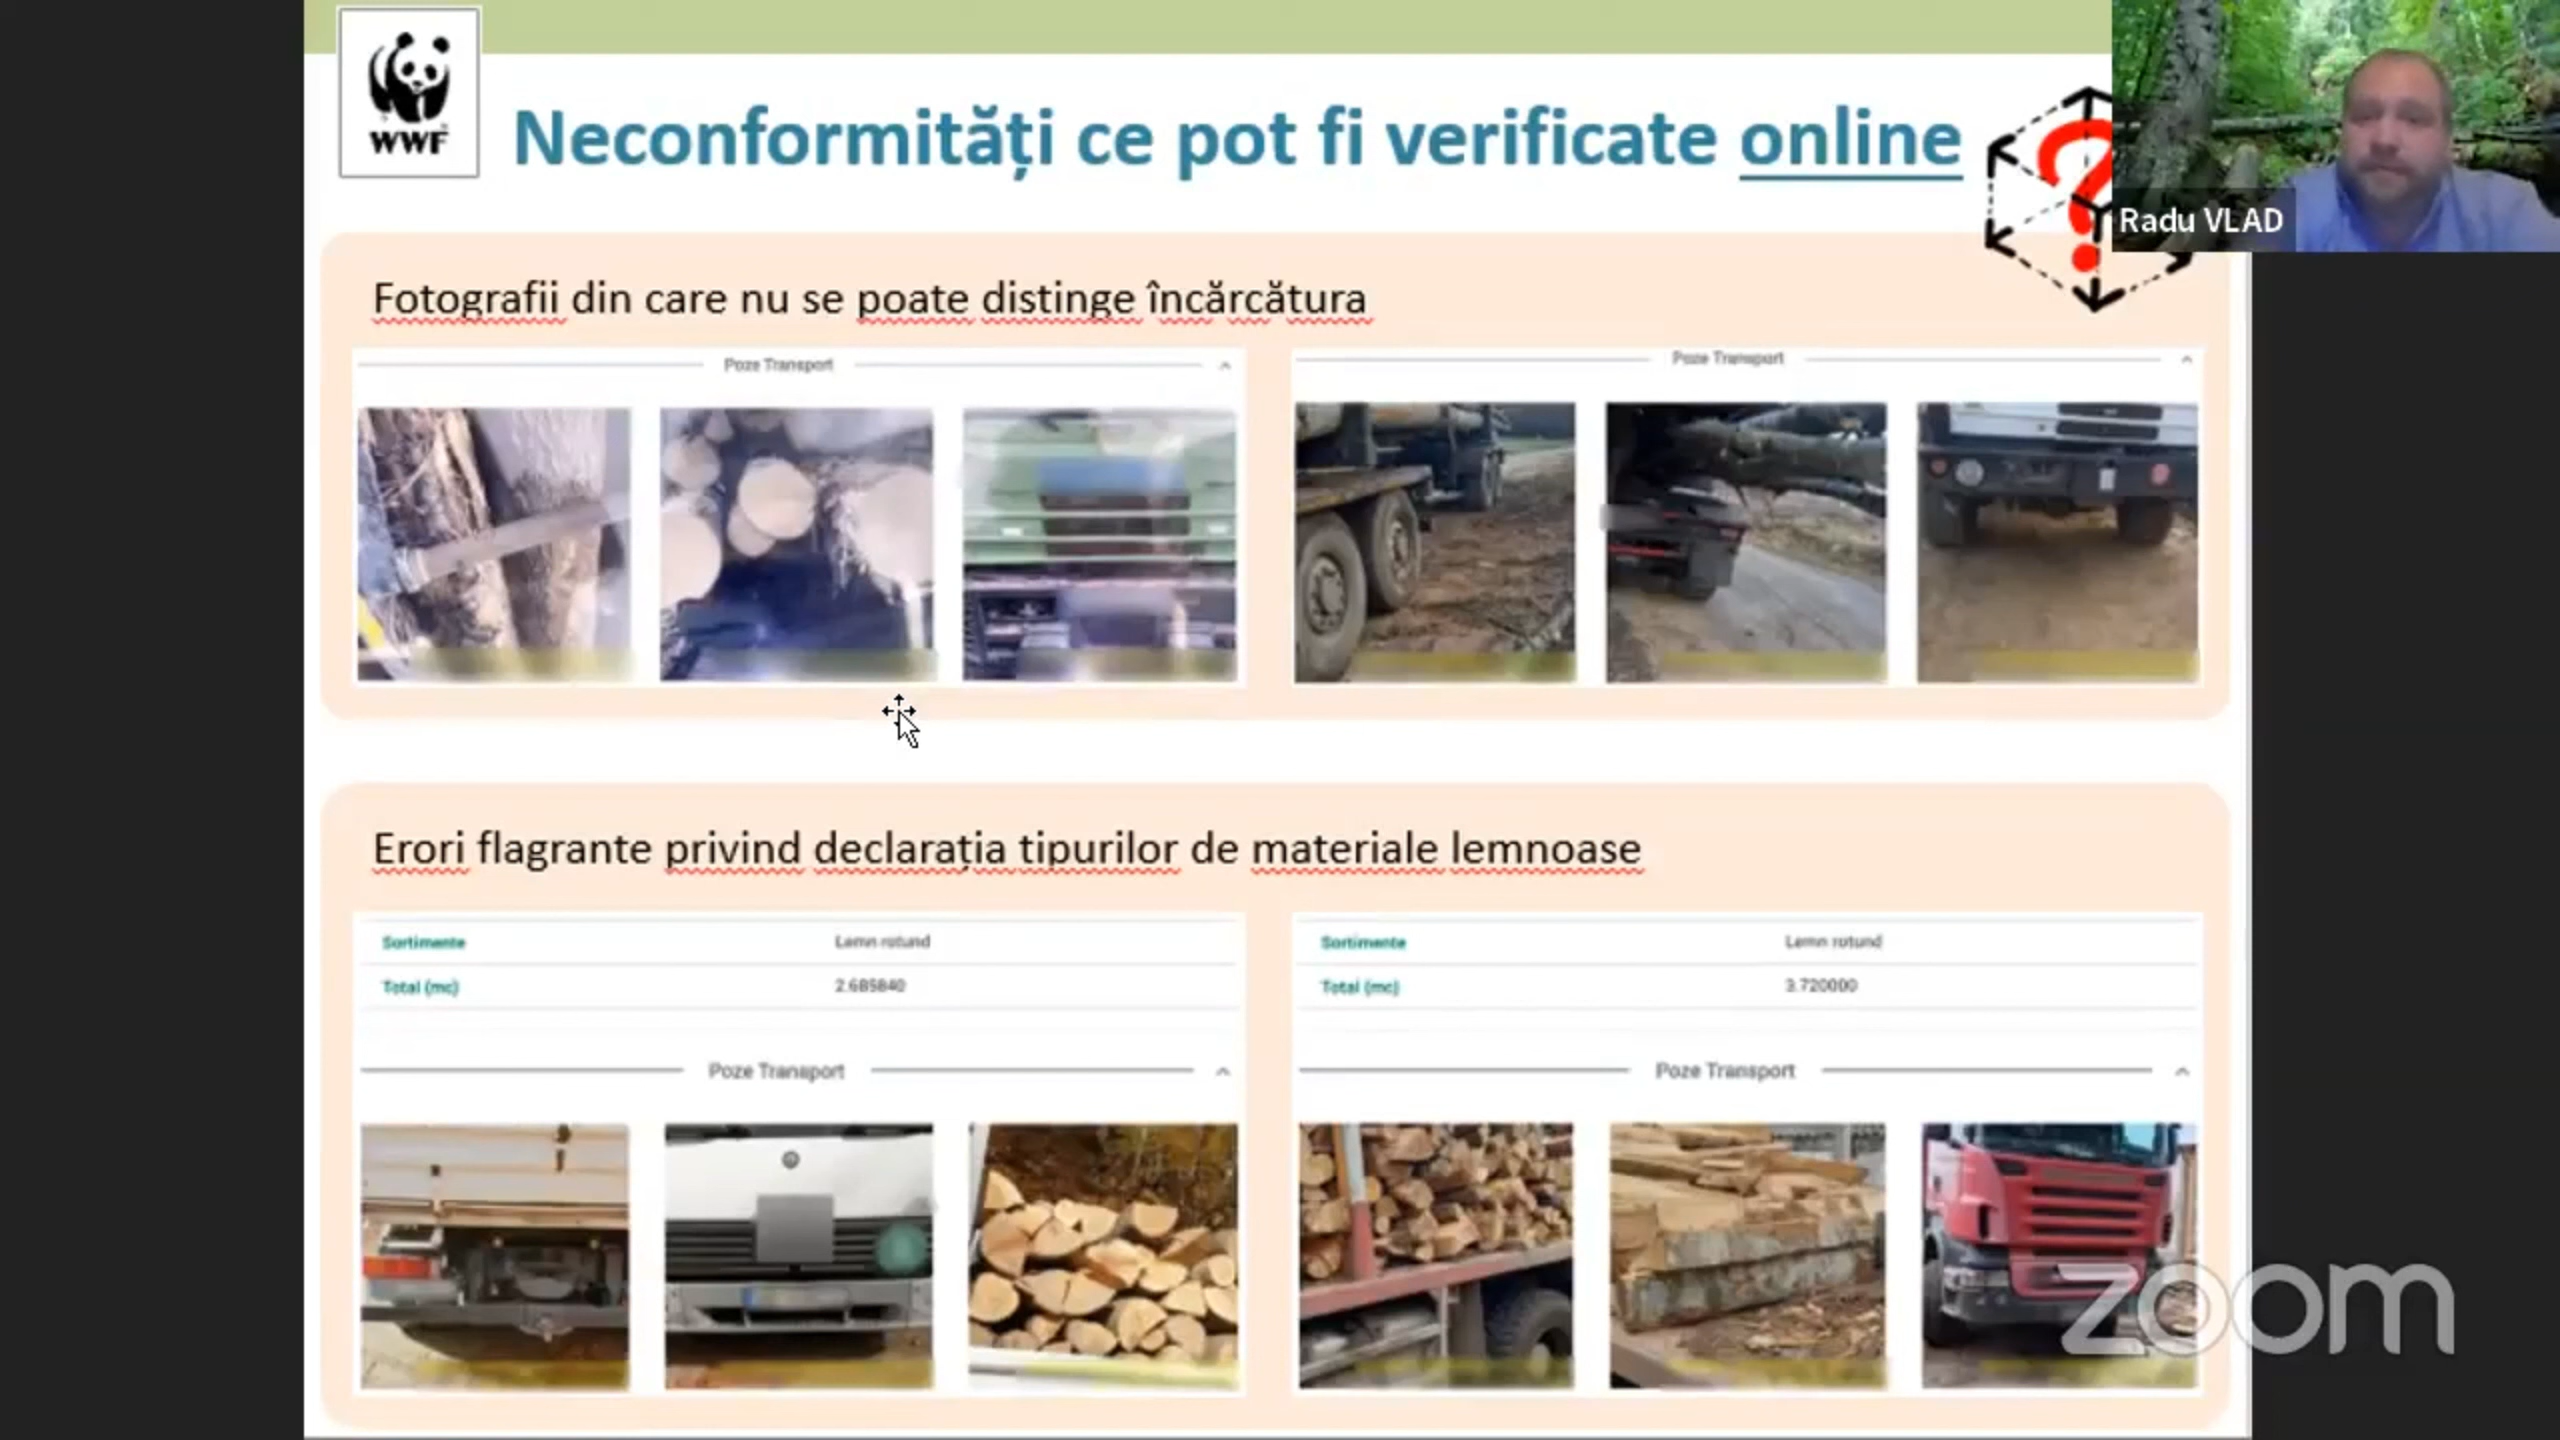 WWF
Neconformități ce pot fi verificate online
Radu VLAD
Fotografii din care nu se poate distinge încărcătura
Poze Transport
Poze Transport
Erori flagrante privind declarația tipurilor de materiale lemnoase
Sortimente Lemn rotund
Total (mc) 2.685840
Poze Transport
Sortimente Lemn rotund
Total (mc) 3.720000
Poze Transport
zoom